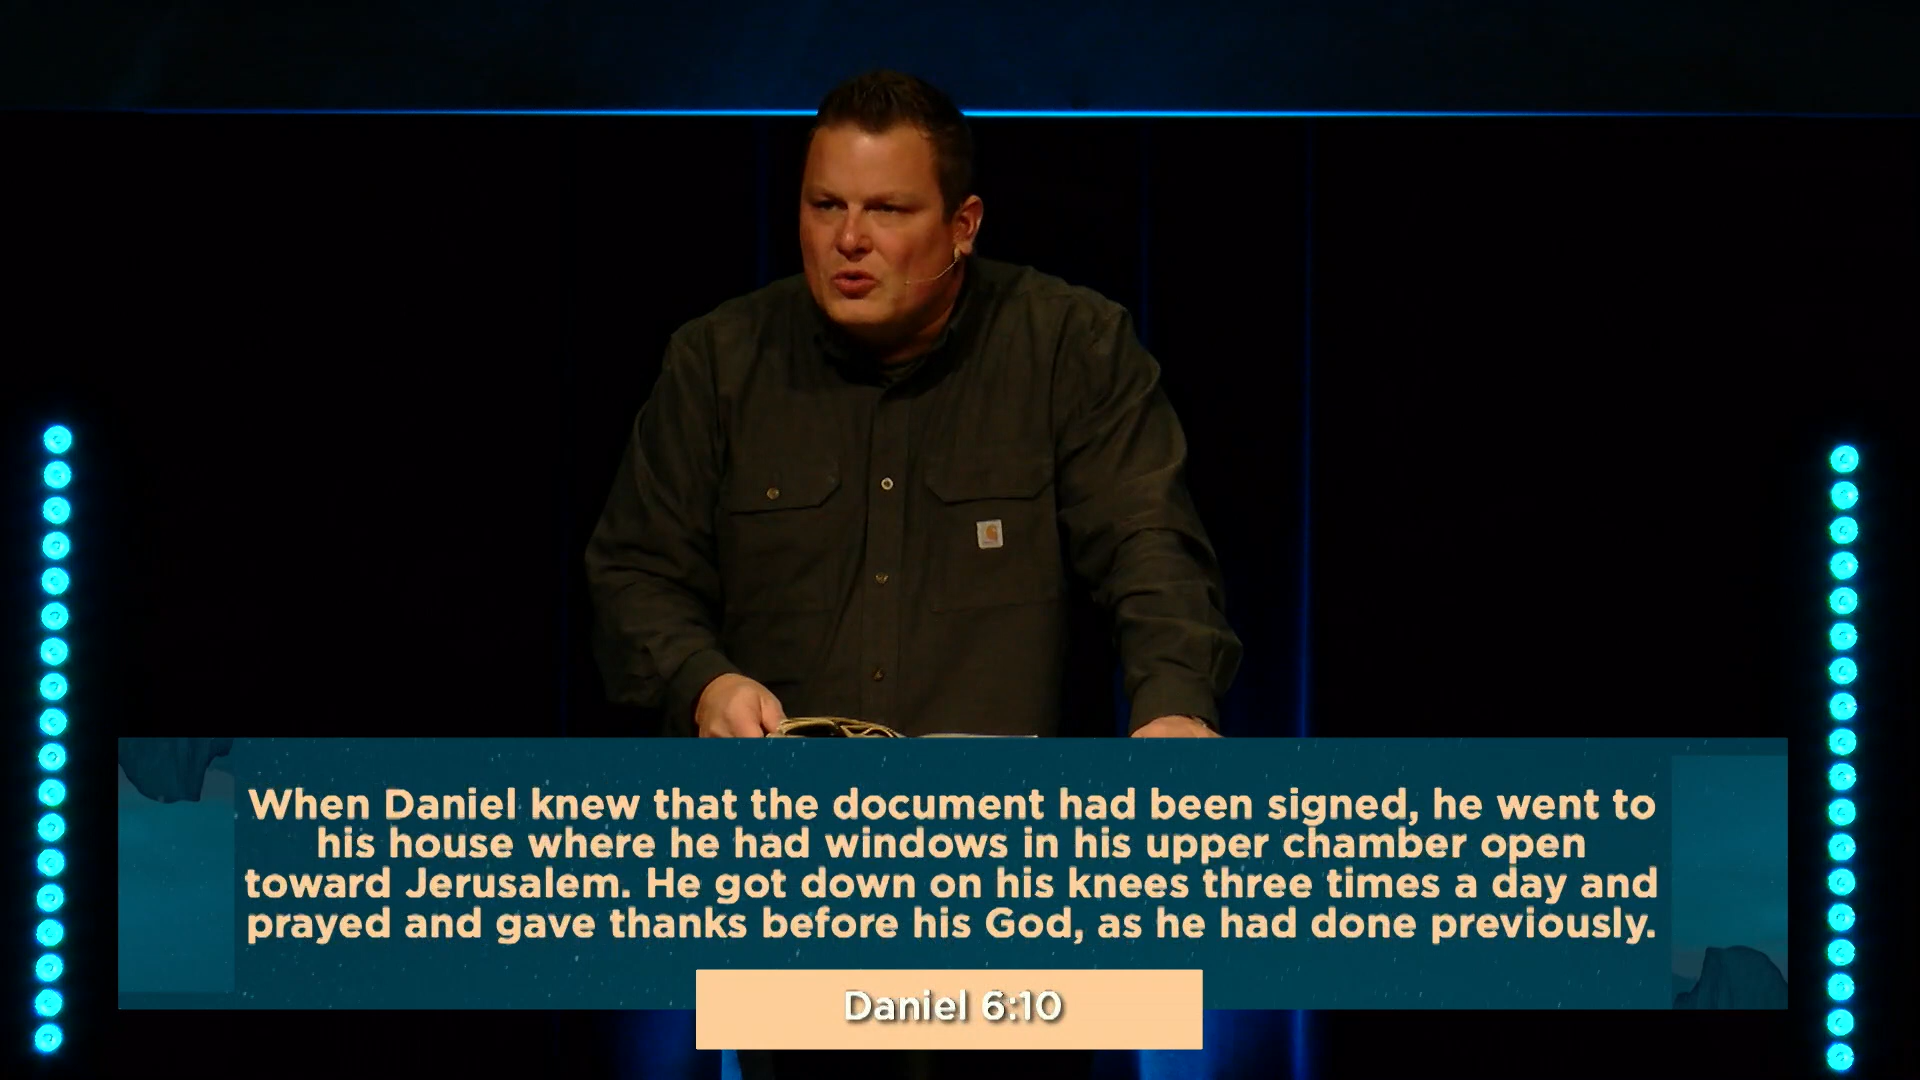 When Daniel knew that the document had been signed, he went to
his house where he had windows in his upper chamber open
toward Jerusalem. He got down on his knees three times a day and
prayed and gave thanks before his God, as he had done previously.
Daniel 6:10